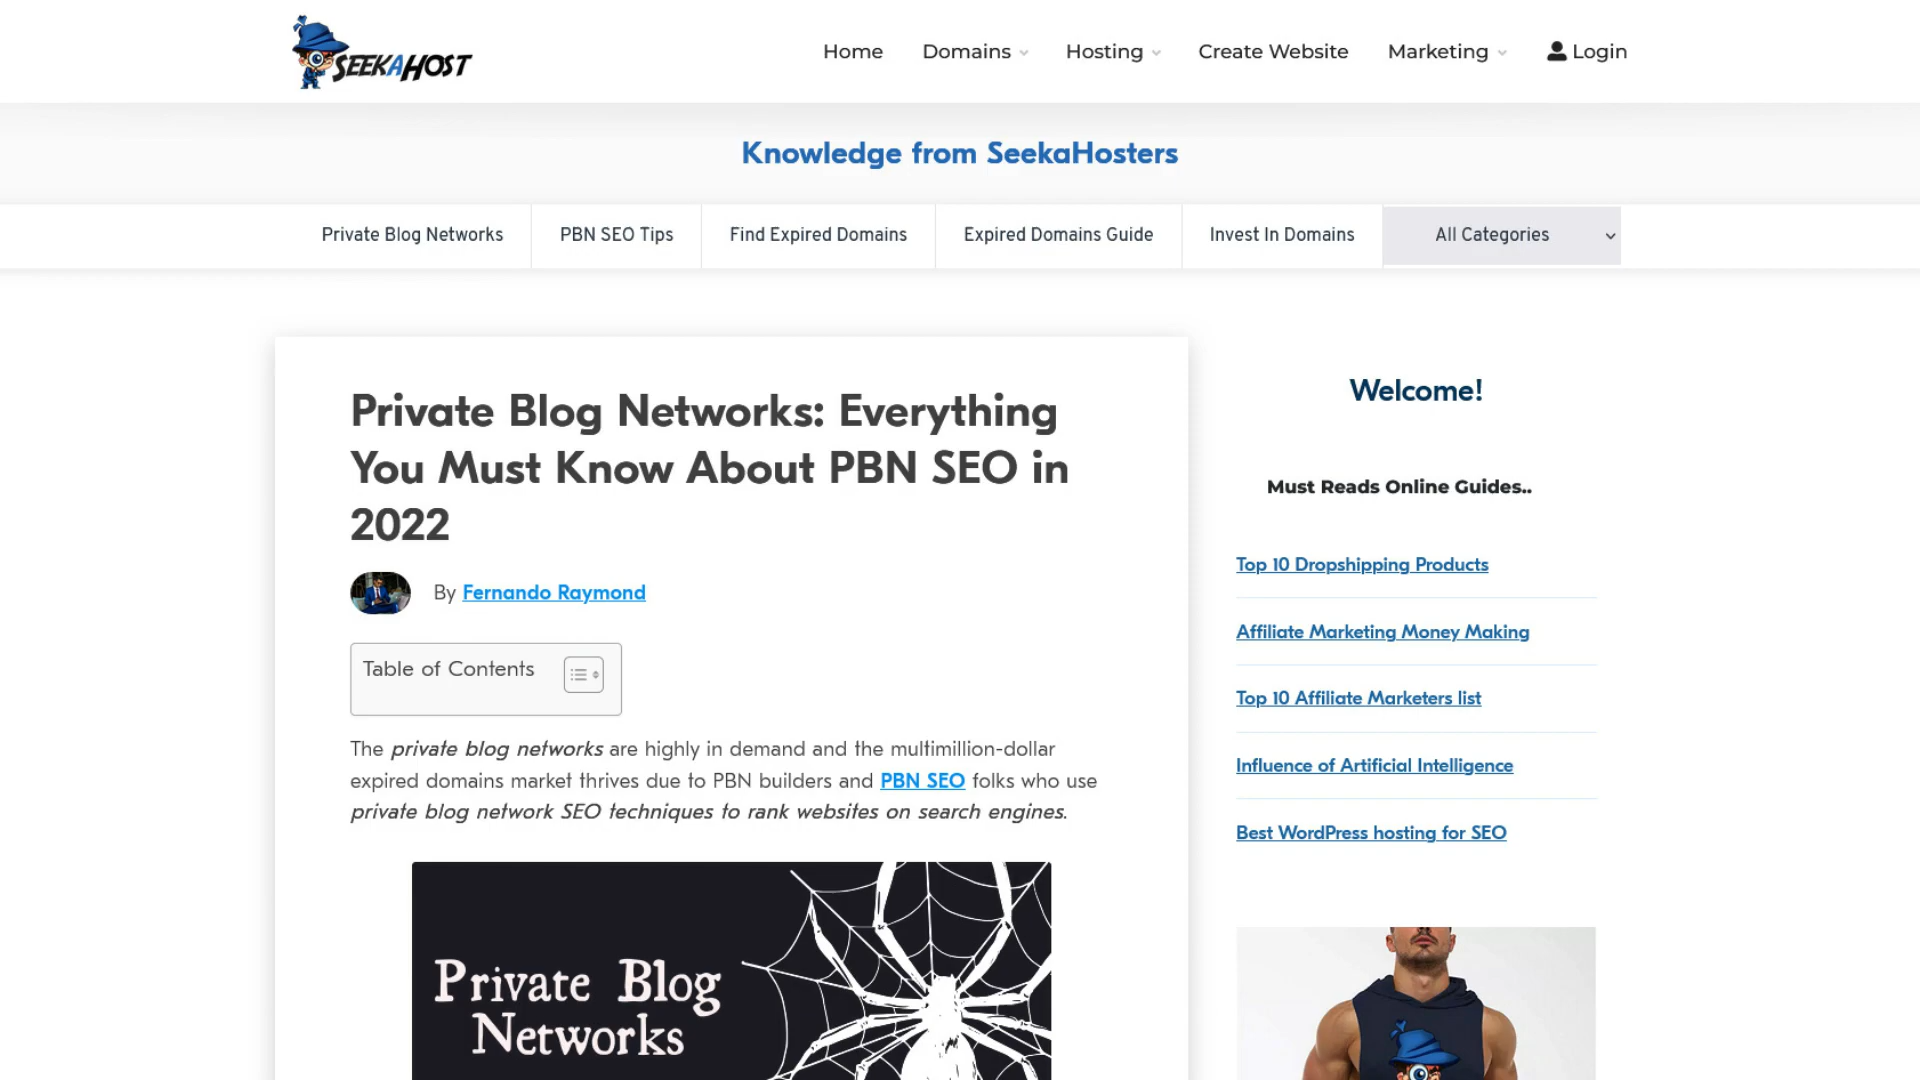 SEEKAHOST
Home
Domains
Hosting
Create Website
Marketing
Login
Knowledge from SeekaHosters
Private Blog Networks
PBN SEO Tips
Find Expired Domains
Expired Domains Guide
Invest In Domains
All Categories
Private Blog Networks: Everything
You Must Know About PBN SEO in
2022
By Fernando Raymond
Table of Contents
The private blog networks are highly in demand and the multimillion-dollar
expired domains market thrives due to PBN builders and PBN SEO folks who use
private blog network SEO techniques to rank websites on search engines.
Private Blog
Networks
Welcome!
Must Reads Online Guides..
Top 10 Dropshipping Products
Affiliate Marketing Money Making
Top 10 Affiliate Marketers list
Influence of Artificial Intelligence
Best WordPress hosting for SEO